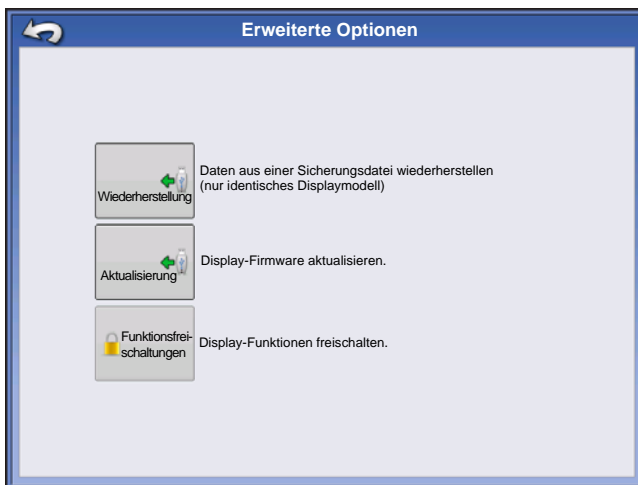 Erweiterte Optionen
Wiederherstellung
Daten aus einer Sicherungsdatei wiederherstellen
(nur identisches Displaymodell)
Aktualisierung
Display-Firmware aktualisieren.
Funktionsfrei-
schaltungen
Display-Funktionen freischalten.